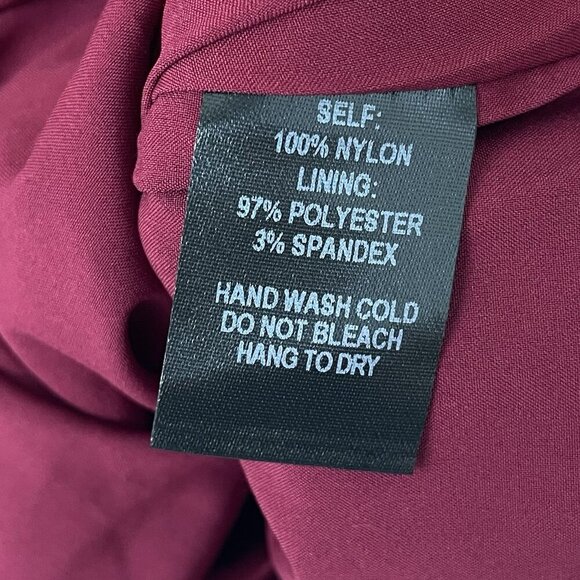 SELF:
100% NYLON
LINING:
97% POLYESTER
3% SPANDEX
HAND WASH COLD
DO NOT BLEACH
HANG TO DRY